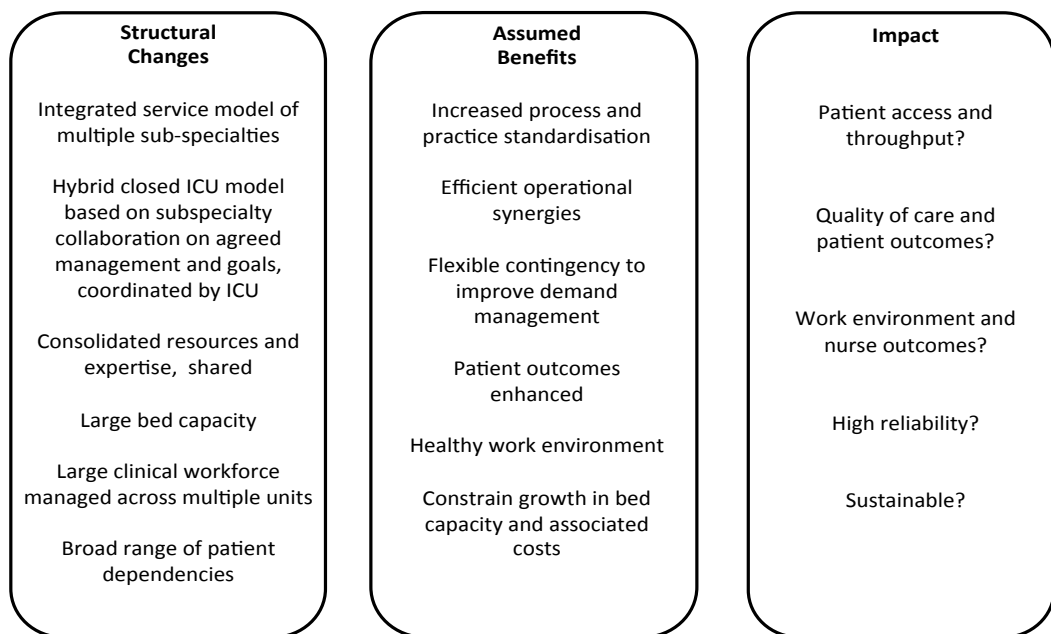 Structural
Changes
Integrated service model of
multiple sub-specialties
Hybrid closed ICU model
based on subspecialty
collaboration on agreed
management and goals,
coordinated by ICU
Consolidated resources and
expertise, shared
Large bed capacity
Large clinical workforce
managed across multiple units
Broad range of patient
dependencies
Assumed
Benefits
Increased process and
practice standardisation
Efficient operational
synergies
Flexible contingency to
improve demand
management
Patient outcomes
enhanced
Healthy work environment
Constrain growth in bed
capacity and associated
costs
Impact
Patient access and
throughput?
Quality of care and
patient outcomes?
Work environment and
nurse outcomes?
High reliability?
Sustainable?